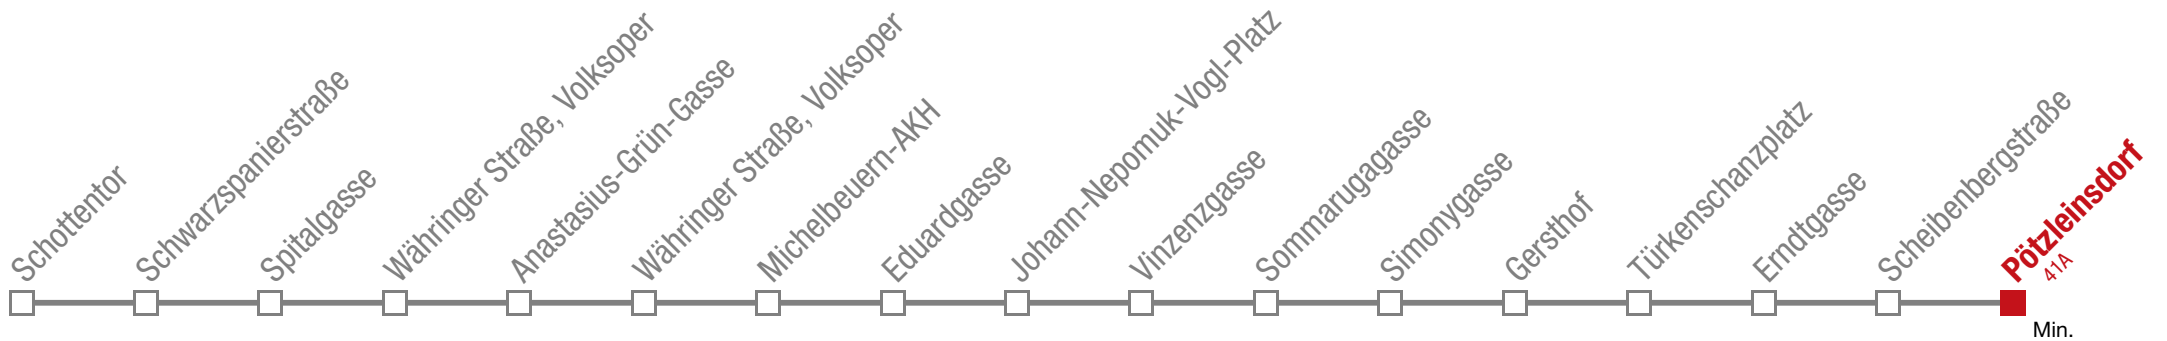 Schottentor
Schwarzspanierstraße
Spitalgasse
Währinger Straße, Volksoper
Anastasius-Grün-Gasse
Währinger Straße, Volksoper
Michelbeuern-AKH
Eduardgasse
Johann-Nepomuk-Vogl-Platz
Vinzenzgasse
Sommarugagasse
Simonygasse
Gersthof
Türkenschanzplatz
Erndtgasse
Scheibenbergstraße
Pötzleinsdorf
41A
Min.